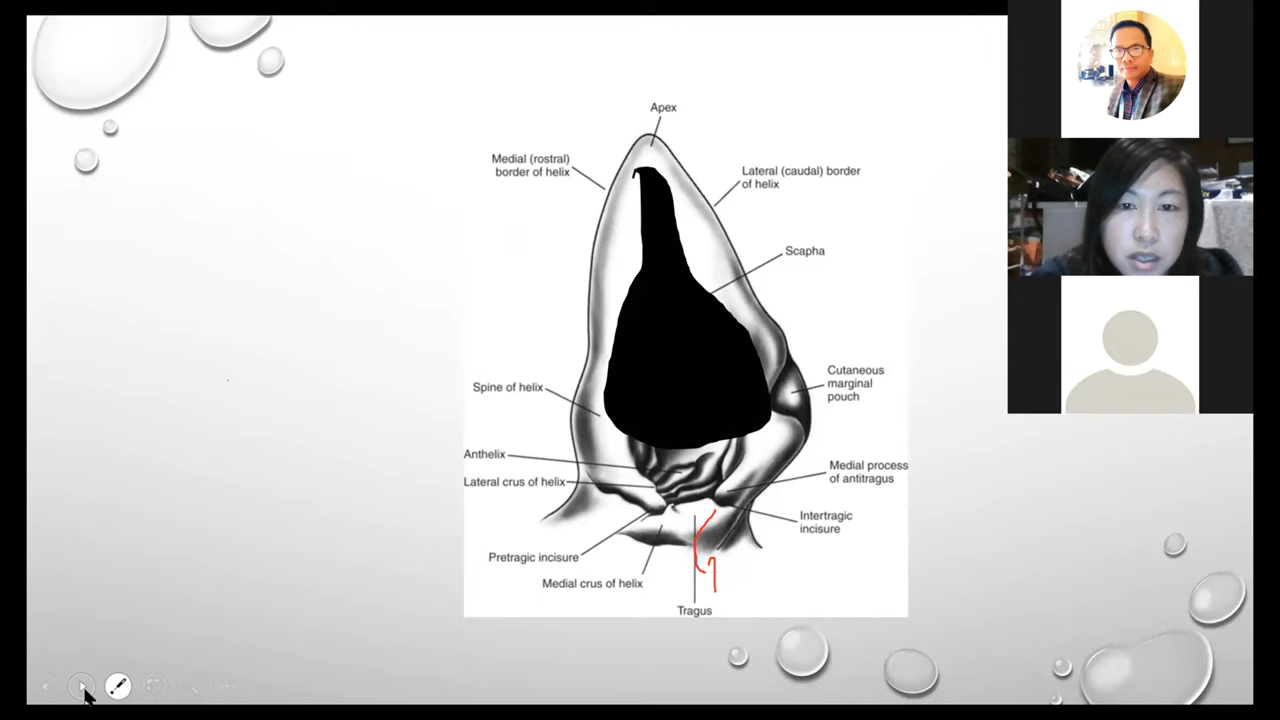 Apex
Medial (rostral)
border of helix
Lateral (caudal) border
of helix
Scapha
Cutaneous
marginal
pouch
Spine of helix
Anthelix
Medial process
of antitragus
Lateral crus of helix
Intertragic
incisure
Pretragic incisure
Medial crus of helix
Tragus